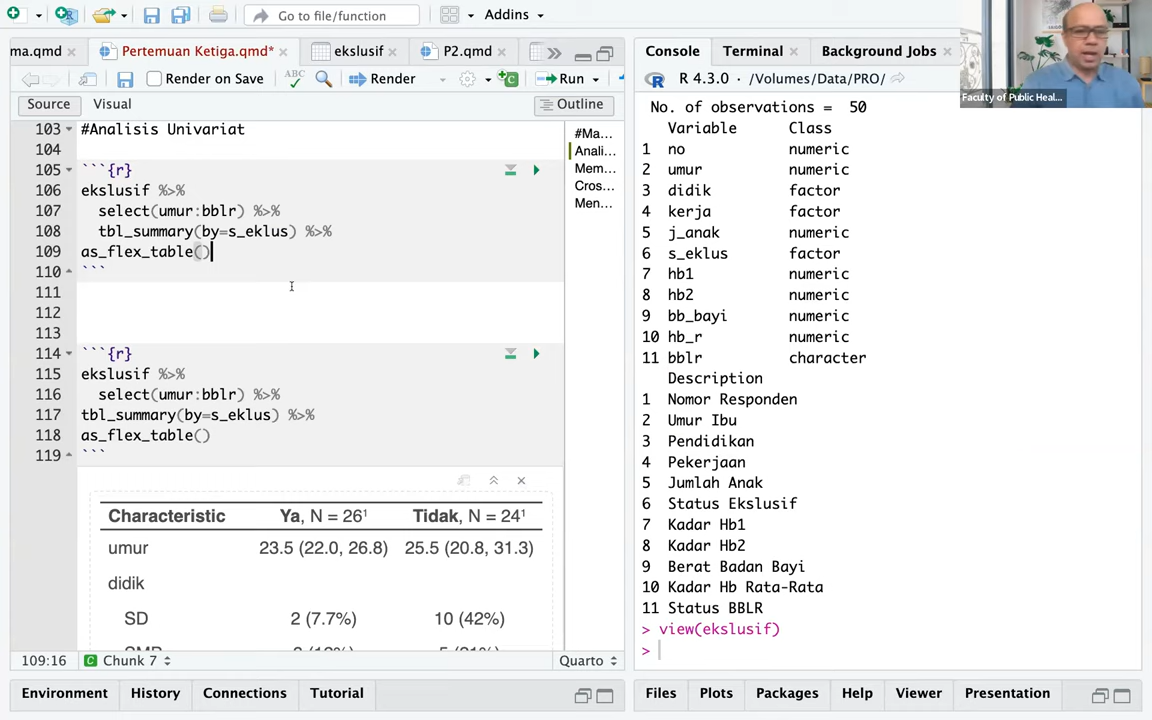 Go to file/function
Addins
ma.qmd
Pertemuan Ketiga.qmd*
ekslusif
P2.qmd
Render on Save
ABC
Render
Run
Source
Visual
Outline
103 #Analisis Univariat
104
105 ```{r}
106 ekslusif %>%
107 select(umur:bblr) %>%
108 tbl_summary(by=s_eklus) %>%
109 as_flex_table()
110 ```
111
112
113
114 ```{r}
115 ekslusif %>%
116 select(umur:bblr) %>%
117 tbl_summary(by=s_eklus) %>%
118 as_flex_table()
119 ```
Characteristic Ya, N = 26¹ Tidak, N = 24¹
umur 23.5 (22.0, 26.8) 25.5 (20.8, 31.3)
didik
SD 2 (7.7%) 10 (42%)
#Ma...
Anali...
Mem...
Cros...
Men...
109:16 C Chunk 7 Quarto
Environment History Connections Tutorial
Console Terminal Background Jobs
R 4.3.0 · /Volumes/Data/PRO/
Faculty of Public Heal...
No. of observations = 50
Variable Class
1 no numeric
2 umur numeric
3 didik factor
4 kerja factor
5 j_anak numeric
6 s_eklus factor
7 hb1 numeric
8 hb2 numeric
9 bb_bayi numeric
10 hb_r numeric
11 bblr character
Description
1 Nomor Responden
2 Umur Ibu
3 Pendidikan
4 Pekerjaan
5 Jumlah Anak
6 Status Ekslusif
7 Kadar Hb1
8 Kadar Hb2
9 Berat Badan Bayi
10 Kadar Hb Rata-Rata
11 Status BBLR
> view(ekslusif)
>
Files Plots Packages Help Viewer Presentation